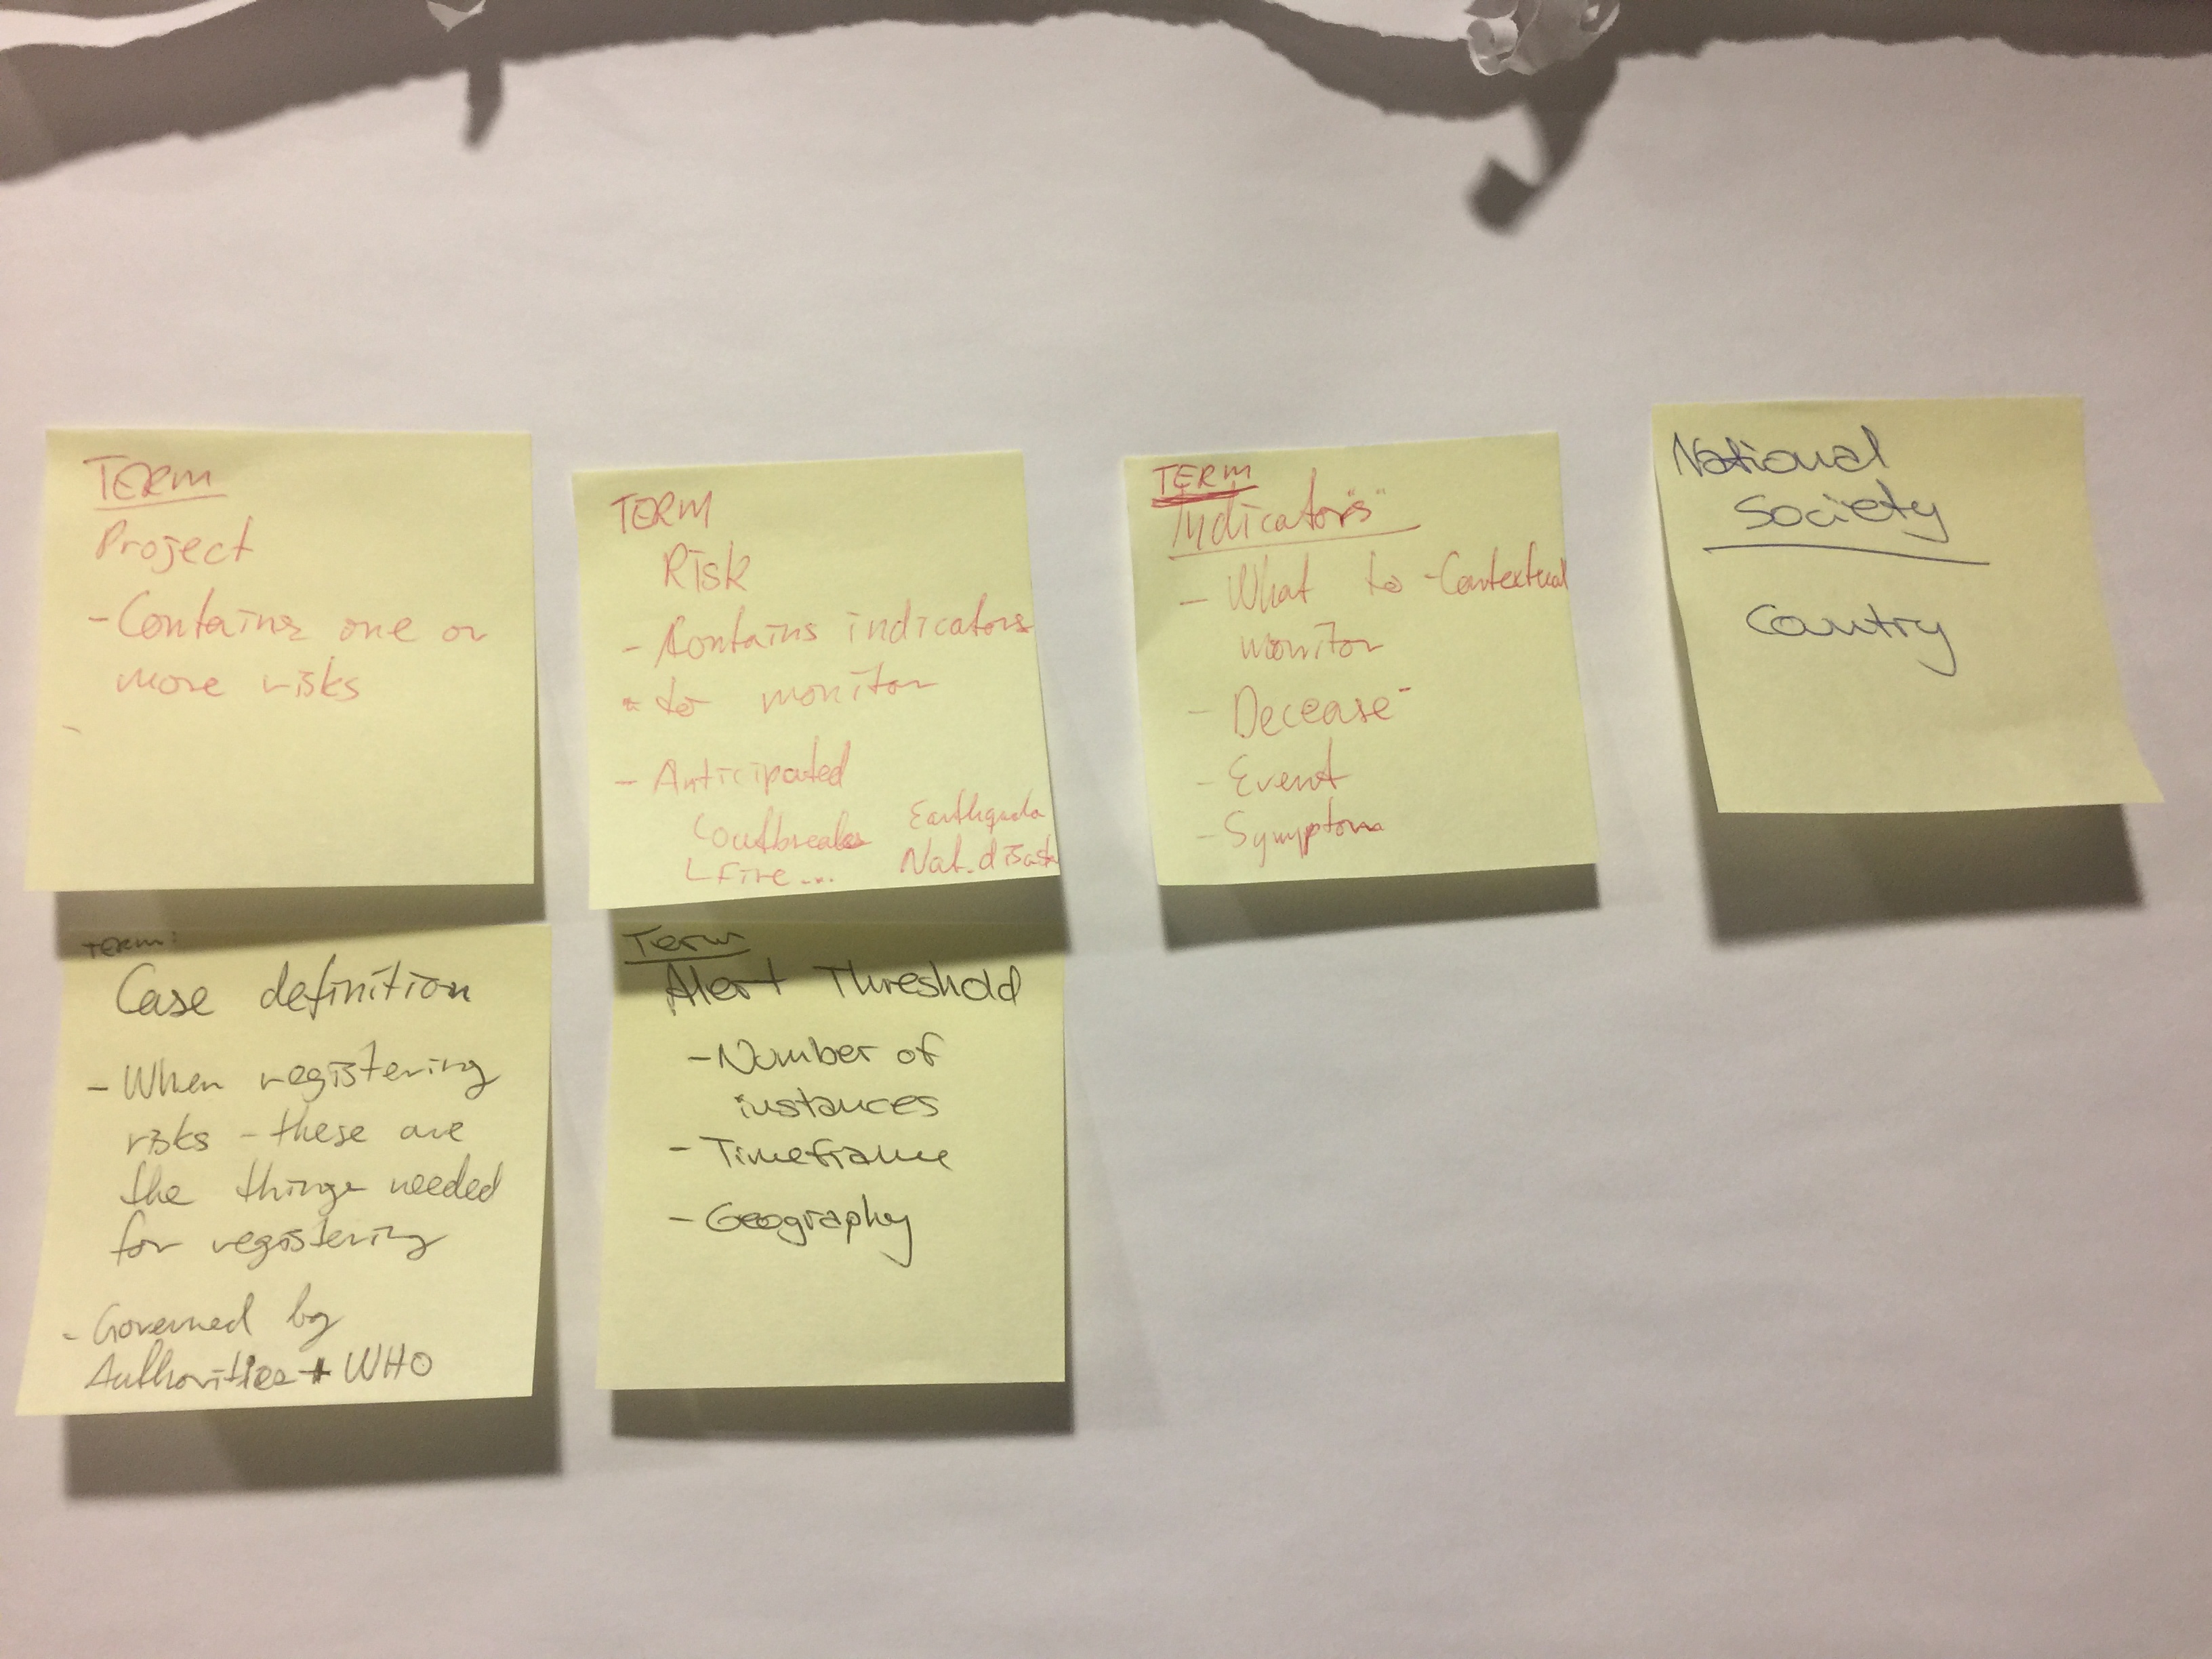 TERM
Project
- Contains one or
more risks
-
TERM
Risk
- Contains indicators
to monitor
- Anticipated
outbreaks
Fire...
Earthquake
Nat. disast
TERM
Indicators
- What to
monitor
- Contextual
- Decease
- Event
- Symptom
National
Society
Country
TERM:
Case definition
- When registering
risks - these are
the things needed
for registering
- Governed by
Authorities + WHO
Term
Alert Threshold
- Number of
instances
- Timeframe
- Geography